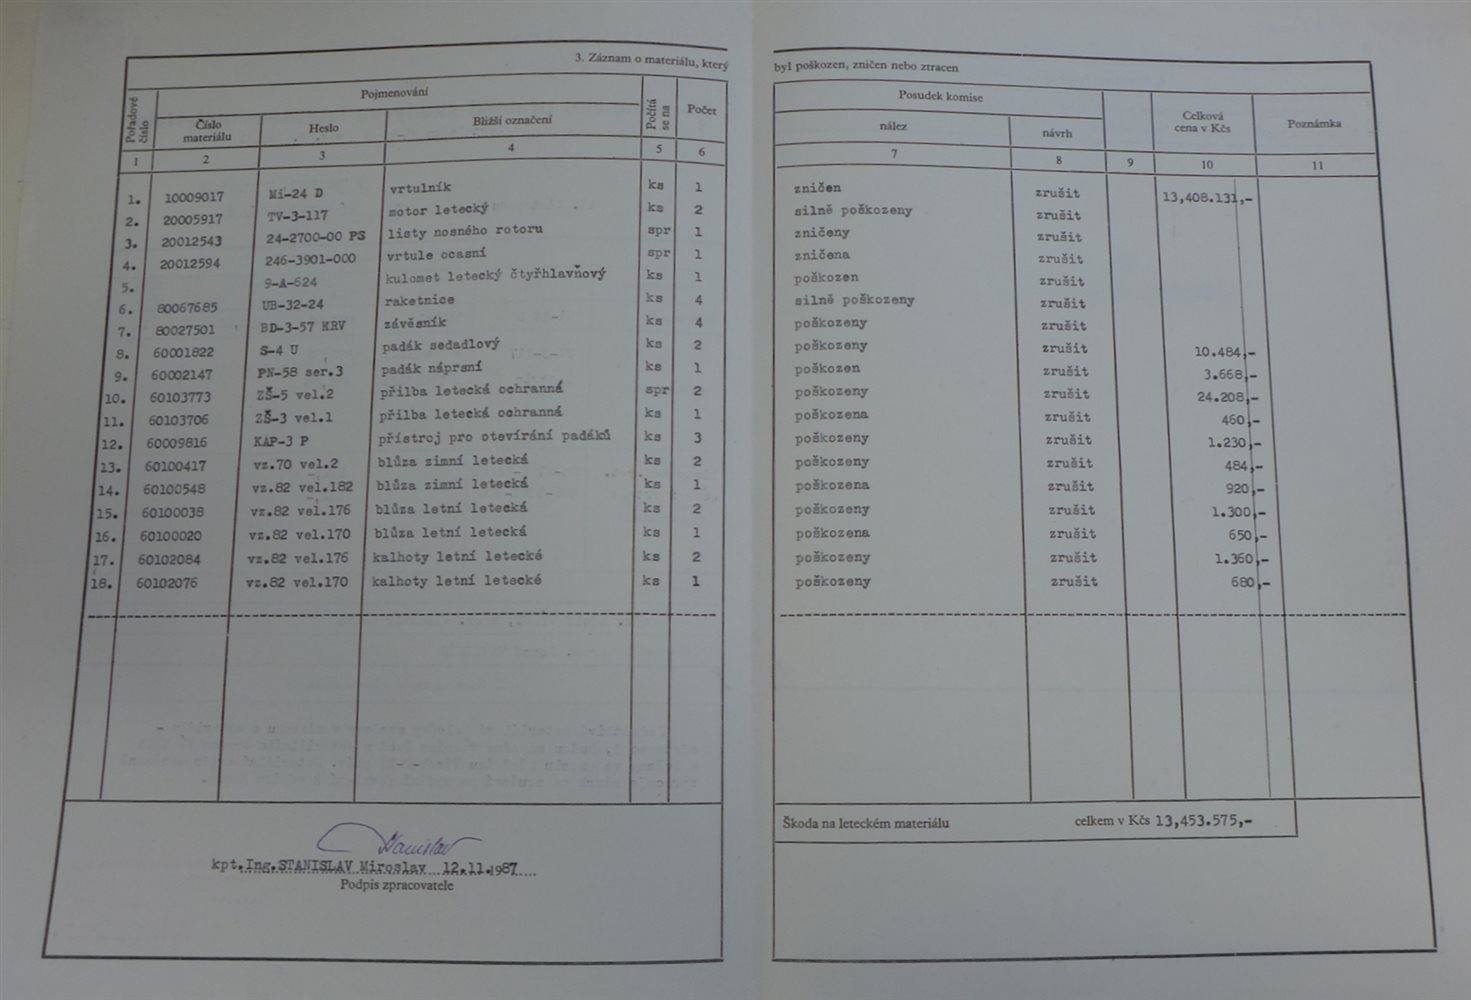 3. Záznam o materiálu, který byl poškozen, zničen nebo ztracen
Pořadové číslo
Pojmenování
Počítá se na
Počet
Posudek komise
Celková cena v Kčs
Poznámka
Číslo materiálu
Heslo
Bližší označení
nález
návrh
1 2 3 4 5 6 7 8 9 10 11
1. 10009017 Mi-24 D vrtulník ks 1 zničen zrušit 13,408.131,-
2. 20005917 TV-3-117 motor letecký ks 2 silně poškozeny zrušit
3. 20012543 24-2700-00 PS listy nosného rotoru spr 1 zničeny zrušit
4. 20012594 246-3901-000 vrtule ocasní spr 1 zničena zrušit
5. 9-A-624 kulomet letecký čtyřhlavňový ks 1 poškozen zrušit
6. 80067685 UB-32-24 raketnice ks 4 silně poškozeny zrušit
7. 80027501 BD-3-57 KRV závěsník ks 4 poškozeny zrušit
8. 60001822 S-4 U padák sedadlový ks 2 poškozeny zrušit 10.484,-
9. 60002147 PN-58 ser.3 padák náprsní ks 1 poškozen zrušit 3.668,-
10. 60103773 ZŠ-5 vel.2 přilba letecká ochranná spr 2 poškozeny zrušit 24.208,-
11. 60103706 ZŠ-3 vel.1 přilba letecká ochranná ks 1 poškozena zrušit 460,-
12. 60009816 KAP-3 P přístroj pro otevírání padáků ks 3 poškozeny zrušit 1.230,-
13. 60100417 vz.70 vel.2 blůza zimní letecká ks 2 poškozeny zrušit 484,-
14. 60100548 vz.82 vel.182 blůza zimní letecká ks 1 poškozena zrušit 920,-
15. 60100038 vz.82 vel.176 blůza letní letecká ks 2 poškozeny zrušit 1.300,-
16. 60100020 vz.82 vel.170 blůza letní letecká ks 1 poškozena zrušit 650,-
17. 60102084 vz.82 vel.176 kalhoty letní letecké ks 2 poškozeny zrušit 1.360,-
18. 60102076 vz.82 vel.170 kalhoty letní letecké ks 1 poškozeny zrušit 680,-
Škoda na leteckém materiálu celkem v Kčs 13,453.575,-
Stanislav
kpt.Ing.STANISLAV Miroslav 12.11.1987
Podpis zpracovatele